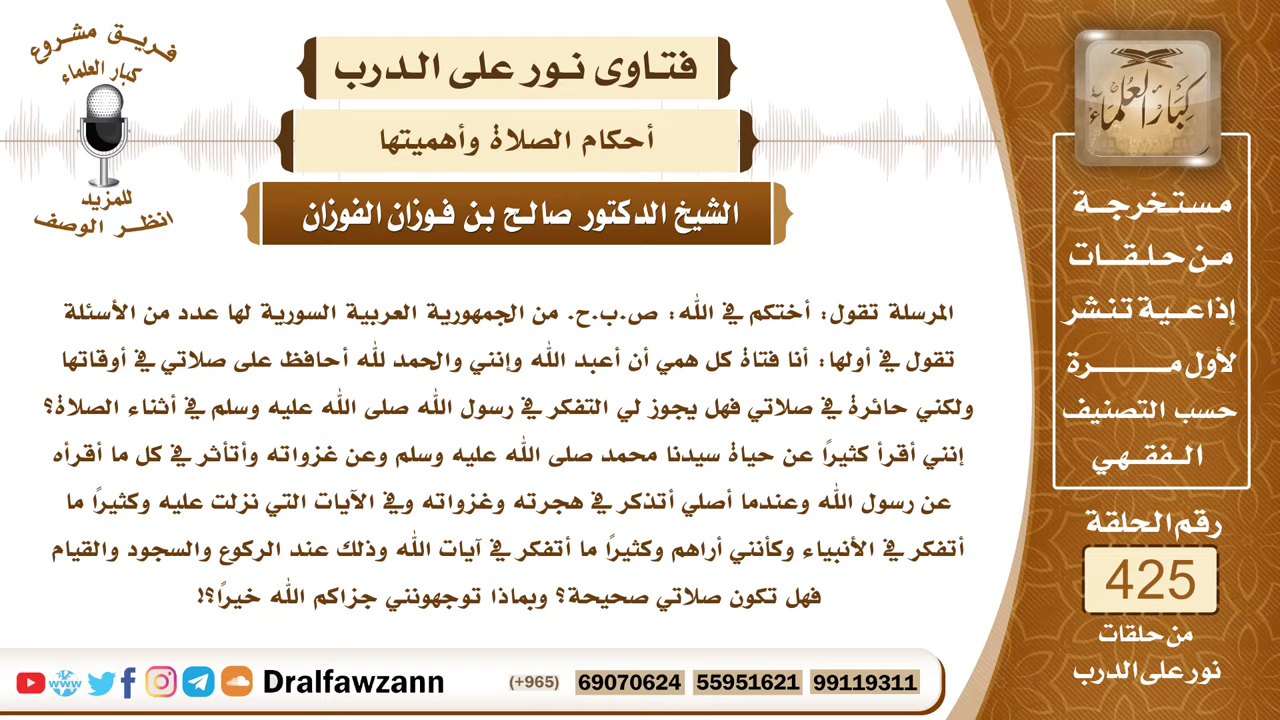 فريق مشروع
كبار العلماء
للمزيد
انظر الوصف
فتاوى نور على الدرب
أحكام الصلاة وأهميتها
الشيخ الدكتور صالح بن فوزان الفوزان
المرسلة تقول: أختكم في الله: ص.ب.ح. من الجمهورية العربية السورية لها عدد من الأسئلة
تقول في أولها: أنا فتاة كل همي أن أعبد الله وإنني والحمد لله أحافظ على صلاتي في أوقاتها
ولكني حائرة في صلاتي فهل يجوز لي التفكر في رسول الله صلى الله عليه وسلم في أثناء الصلاة؟
إنني أقرأ كثيرًا عن حياة سيدنا محمد صلى الله عليه وسلم وعن غزواته وأتأثر في كل ما أقرأه
عن رسول الله وعندما أصلي أتذكر في هجرته وغزواته وفي الآيات التي نزلت عليه وكثيرًا ما
أتفكر في الأنبياء وكأنني أراهم وكثيرًا ما أتفكر في آيات الله وذلك عند الركوع والسجود والقيام
فهل تكون صلاتي صحيحة؟ وبماذا توجهونني جزاكم الله خيرًا؟!
كبار العلماء
مستخرجة
من حلقات
إذاعية تنشر
لأول مرة
حسب التصنيف
الفقهي
رقم الحلقة
425
من حلقات
نور على الدرب
www
Dralfawzann
(+965) 69070624 55951621 99119311